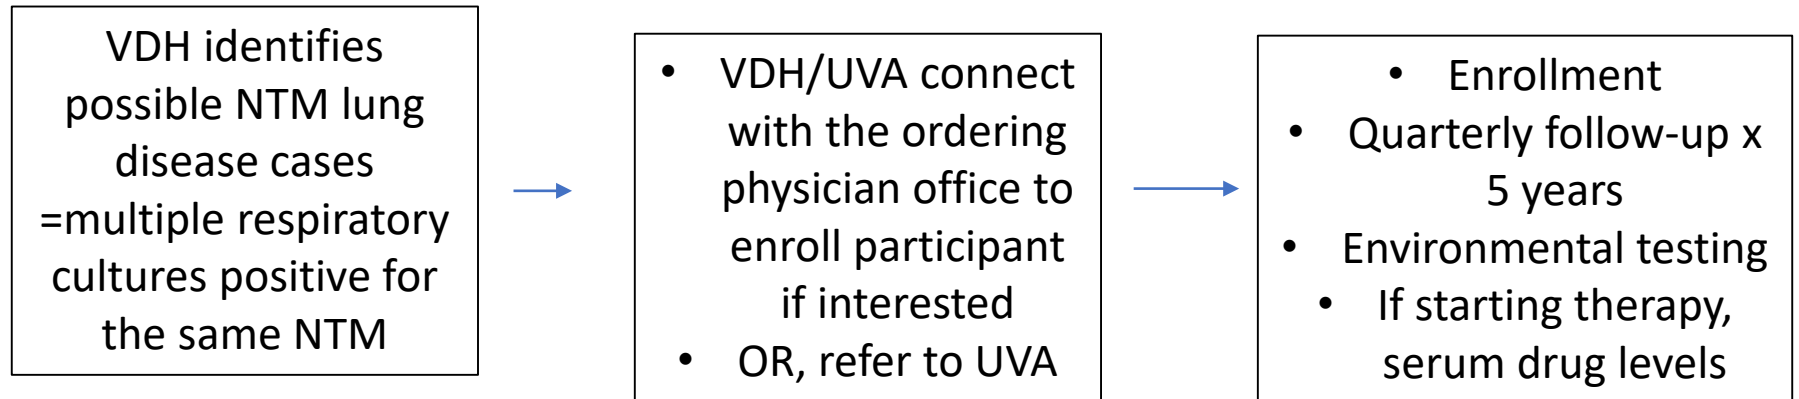 VDH identifies
possible NTM lung
disease cases
=multiple respiratory
cultures positive for
the same NTM
• VDH/UVA connect
with the ordering
physician office to
enroll participant
if interested
• OR, refer to UVA
• Enrollment
• Quarterly follow-up x
5 years
• Environmental testing
• If starting therapy,
serum drug levels